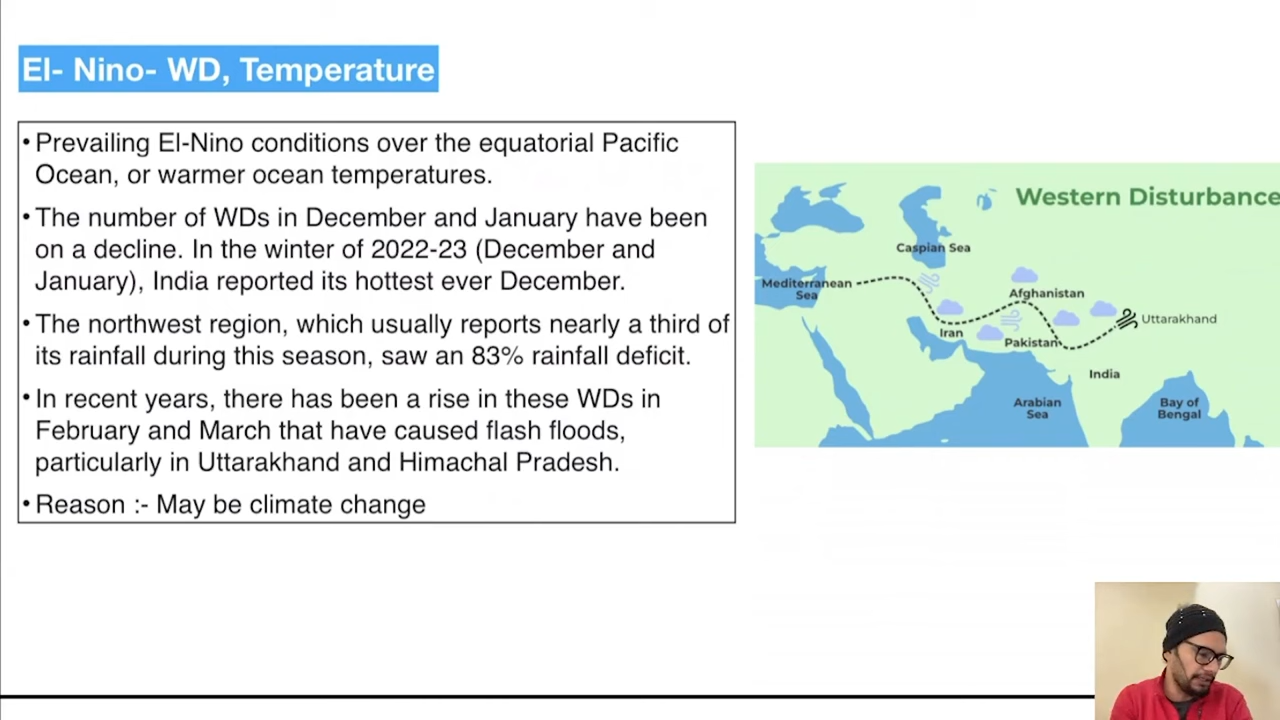 El- Nino- WD, Temperature
• Prevailing El-Nino conditions over the equatorial Pacific
Ocean, or warmer ocean temperatures.
• The number of WDs in December and January have been
on a decline. In the winter of 2022-23 (December and
January), India reported its hottest ever December.
• The northwest region, which usually reports nearly a third of
its rainfall during this season, saw an 83% rainfall deficit.
• In recent years, there has been a rise in these WDs in
February and March that have caused flash floods,
particularly in Uttarakhand and Himachal Pradesh.
• Reason :- May be climate change
Western Disturbance
Caspian Sea
Mediterranean
Sea
Afghanistan
Uttarakhand
Iran
Pakistan
India
Arabian
Sea
Bay of
Bengal